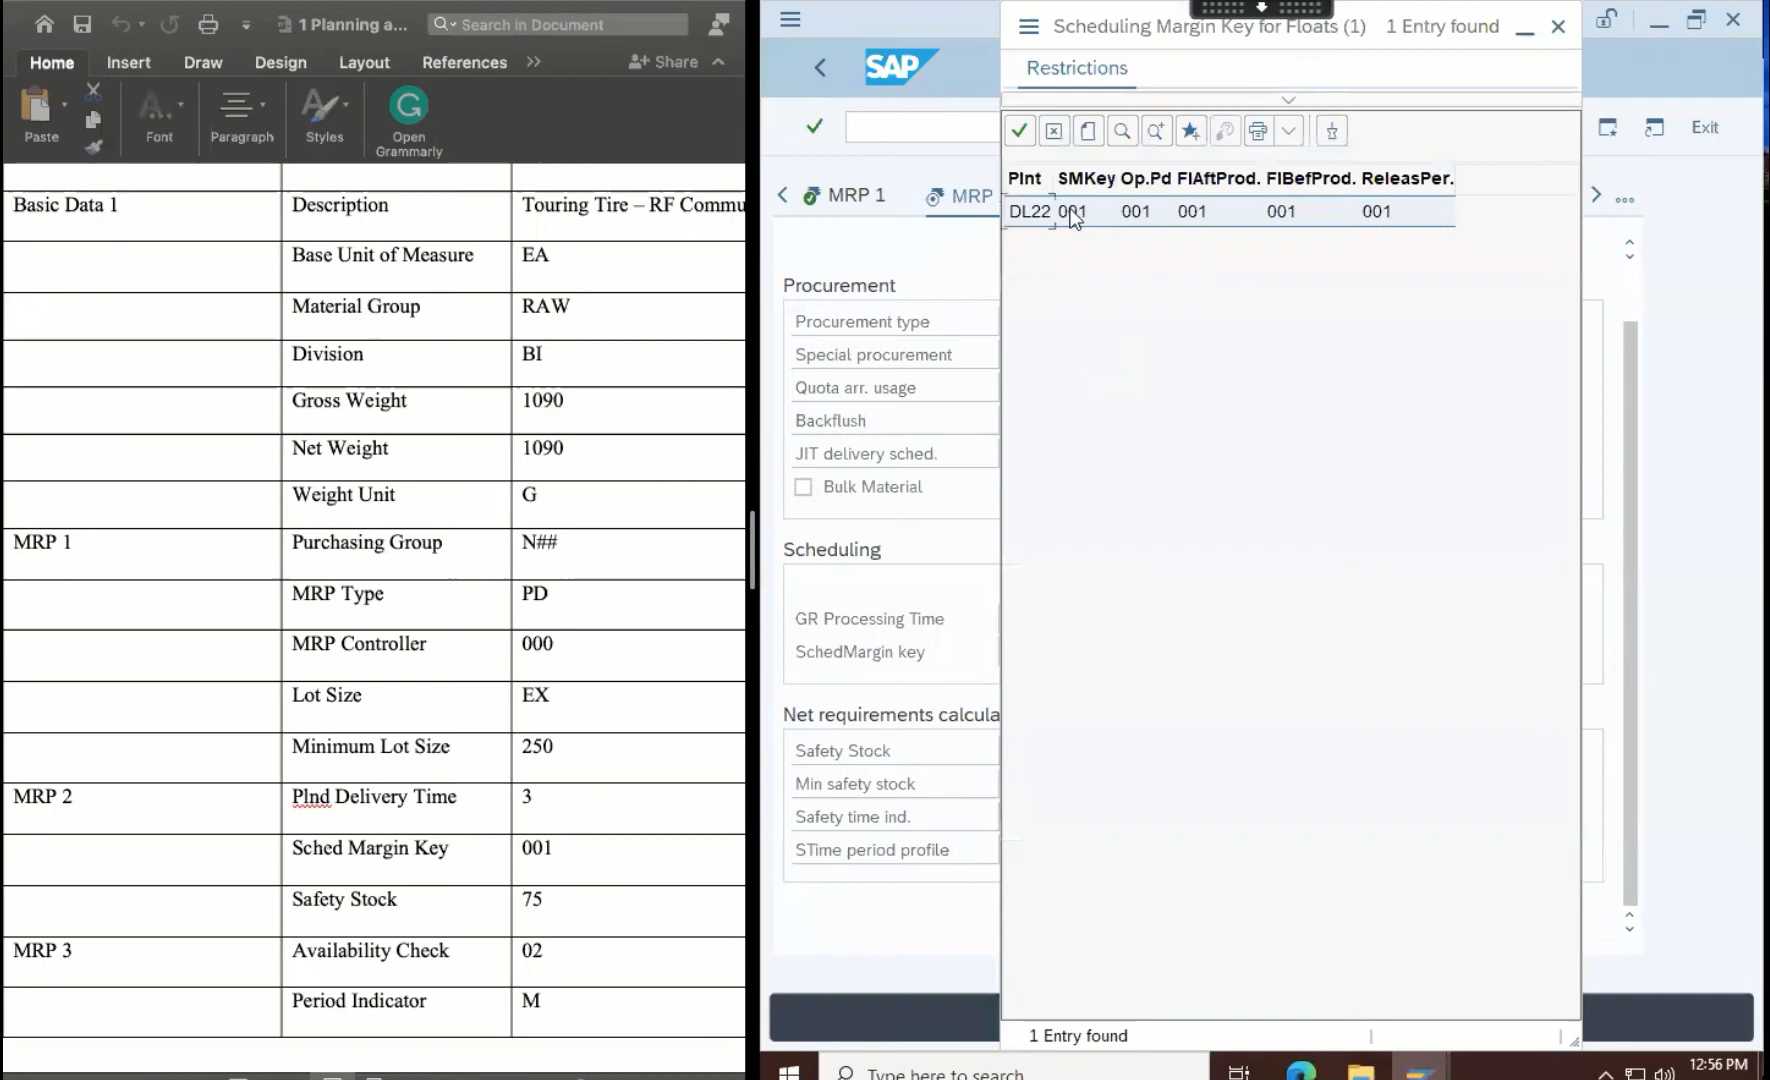 1 Planning a...
Search in Document
Home
Insert
Draw
Design
Layout
References
Share
Paste
Font
Paragraph
Styles
Open
Grammarly
Basic Data 1 Description Touring Tire – RF Commu
Base Unit of Measure EA
Material Group RAW
Division BI
Gross Weight 1090
Net Weight 1090
Weight Unit G
MRP 1 Purchasing Group N##
MRP Type PD
MRP Controller 000
Lot Size EX
Minimum Lot Size 250
MRP 2 Plnd Delivery Time 3
Sched Margin Key 001
Safety Stock 75
MRP 3 Availability Check 02
Period Indicator M
SAP
Exit
MRP 1
MRP
Procurement
Procurement type
Special procurement
Quota arr. usage
Backflush
JIT delivery sched.
Bulk Material
Scheduling
GR Processing Time
SchedMargin key
Net requirements calcula
Safety Stock
Min safety stock
Safety time ind.
STime period profile
Scheduling Margin Key for Floats (1) 1 Entry found
Restrictions
Plnt SMKey Op.Pd FlAftProd. FlBefProd. ReleasPer.
DL22 001 001 001 001 001
1 Entry found
Type here to search
12:56 PM